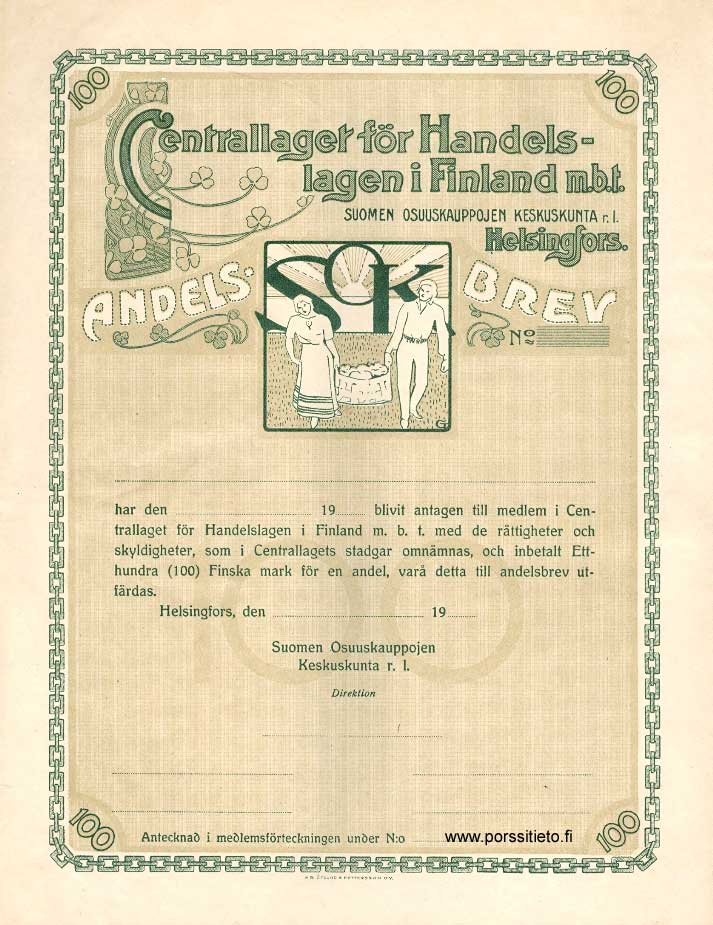 100
100
Centrallaget för Handels-
lagen i Finland m.b.t.
SUOMEN OSUUSKAUPPOJEN KESKUSKUNTA r. l.
Helsingfors.
ANDELS-
SOK
BREV
No
G
har den 19 blivit antagen till medlem i Cen-
trallaget för Handelslagen i Finland m. b. t. med de rättigheter och
skyldigheter, som i Centrallagets stadgar omnämnas, och inbetalt Ett-
hundra (100) Finska mark för en andel, varå detta till andelsbrev ut-
färdas.
Helsingfors, den 19
Suomen Osuuskauppojen
Keskuskunta r. l.
Direktion
100
100
Antecknad i medlemsförteckningen under N:o
www.porssitieto.fi